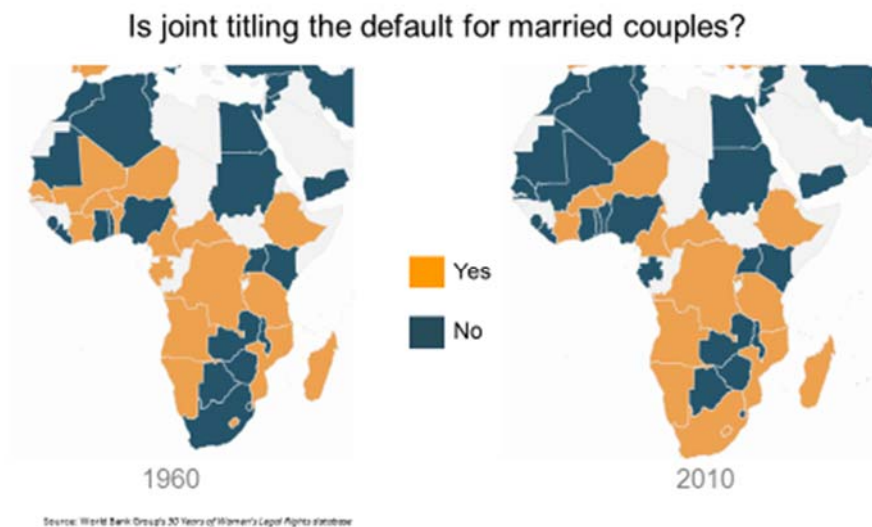 Is joint titling the default for married couples?
Yes
No
1960
2010
Source: World Bank Group's 50 Years of Women's Legal Rights database